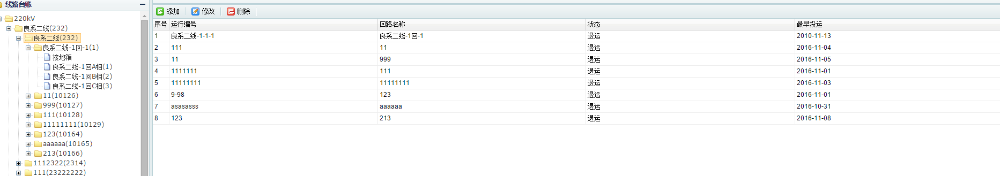 线路台账
220kV
良系二线(232)
良系二线(232)
良系二线-1回-1(1)
接地箱
良系二线-1回A相(1)
良系二线-1回B相(2)
良系二线-1回C相(3)
11(10126)
999(10127)
111(10128)
11111111(10129)
123(10164)
aaaaaa(10165)
213(10166)
1112322(2314)
111(23222222)
添加 修改 删除
序号 运行编号 回路名称 状态 最早投运
1 良系二线-1-1-1 良系二线-1回-1 退运 2010-11-13
2 111 11 退运 2016-11-04
3 11 999 退运 2016-11-05
4 1111111 111 退运 2016-11-01
5 11111111 11111111 退运 2016-11-03
6 9-98 123 退运 2016-11-01
7 asasasss aaaaaa 退运 2016-10-31
8 123 213 退运 2016-11-08